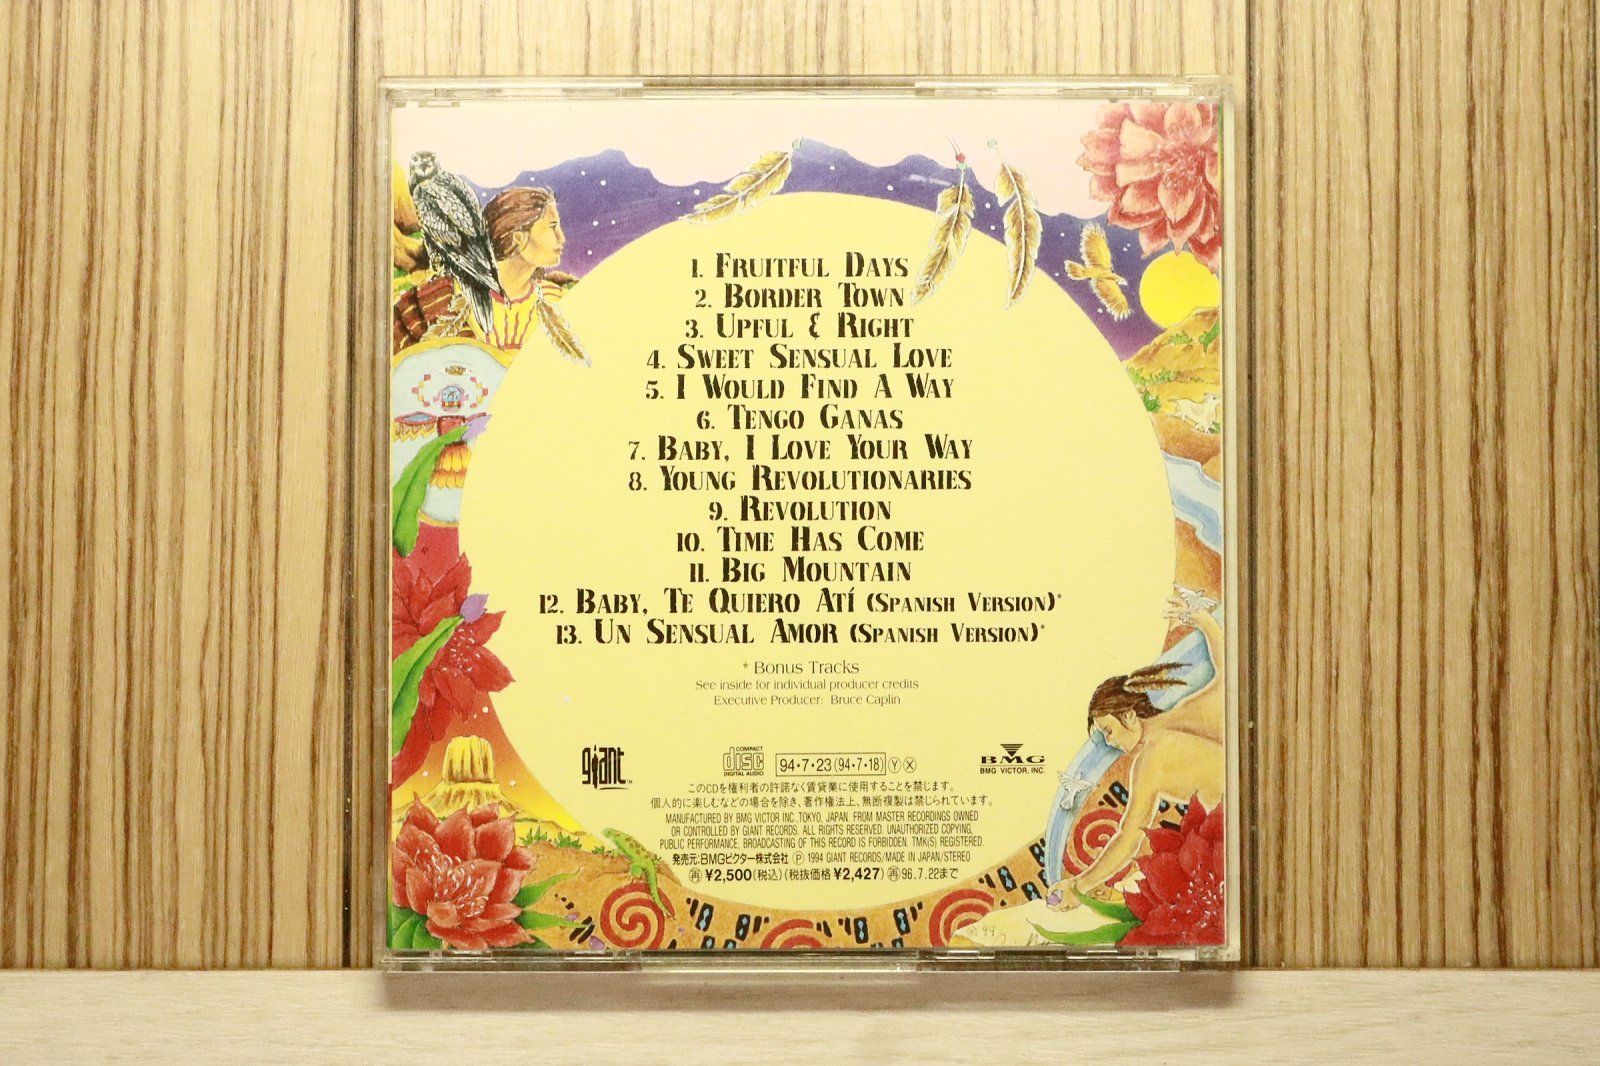 1. Fruitful Days
2. Border Town
3. Upful & Right
4. Sweet Sensual Love
5. I Would Find A Way
6. Tengo Ganas
7. Baby, I Love Your Way
8. Young Revolutionaries
9. Revolution
10. Time Has Come
11. Big Mountain
12. Baby, Te Quiero Atí (Spanish Version)*
13. Un Sensual Amor (Spanish Version)*
* Bonus Tracks
See inside for individual producer credits
Executive Producer: Bruce Caplin
giant TM
COMPACT disc DIGITAL AUDIO
94・7・23(94・7・18)ⓎⓍ
BMG
BMG VICTOR, INC.
このCDを権利者の許諾なく賃貸業に使用することを禁じます。
個人的に楽しむなどの場合を除き、著作権法上、無断複製は禁じられています。
MANUFACTURED BY BMG VICTOR INC. TOKYO, JAPAN. FROM MASTER RECORDINGS OWNED
OR CONTROLLED BY GIANT RECORDS. ALL RIGHTS RESERVED. UNAUTHORIZED COPYING,
PUBLIC PERFORMANCE, BROADCASTING OF THIS RECORD IS FORBIDDEN. TMK(S) REGISTERED.
発売元:BMGビクター株式会社 Ⓟ 1994 GIANT RECORDS/MADE IN JAPAN/STEREO
再 ¥2,500(税込)(税抜価格 ¥2,427) 再 96.7.22まで
© 94